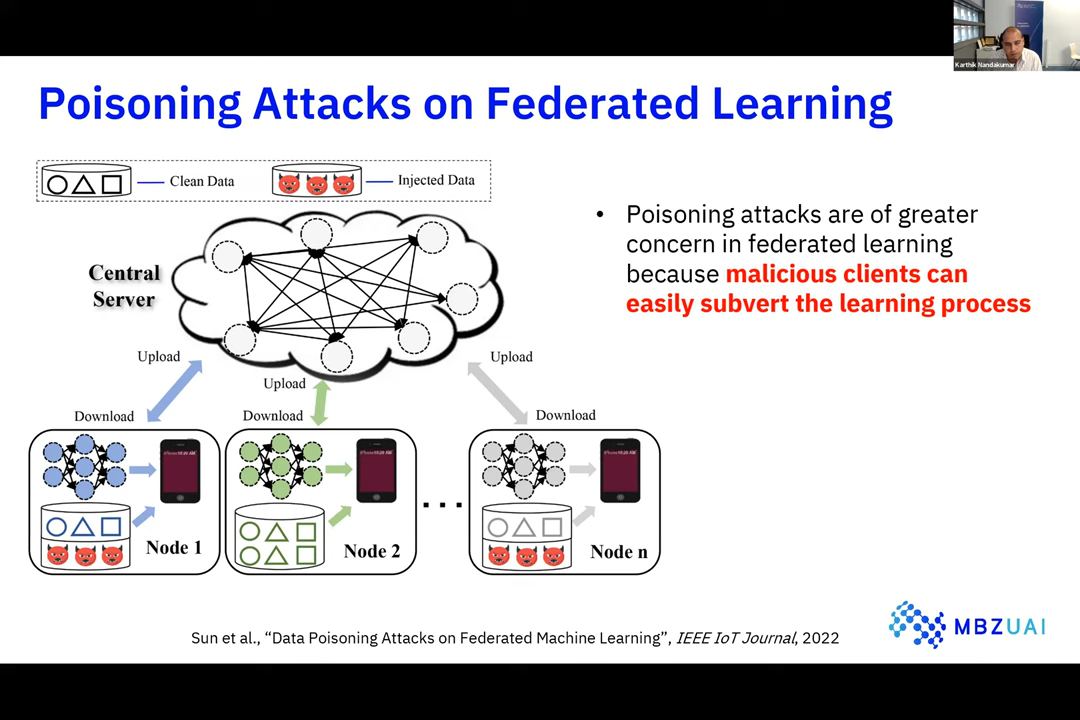 Karthik Nandakumar
Poisoning Attacks on Federated Learning
Clean Data
Injected Data
Central
Server
Upload
Upload
Upload
Download
Download
Download
Node 1
Node 2
...
Node n
• Poisoning attacks are of greater
concern in federated learning
because malicious clients can
easily subvert the learning process
Sun et al., “Data Poisoning Attacks on Federated Machine Learning”, IEEE IoT Journal, 2022
MBZUAI